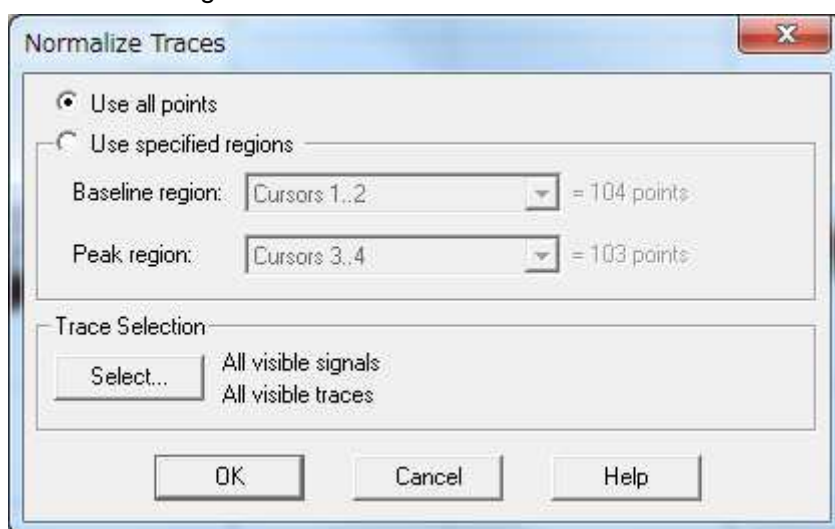 Normalize Traces
Use all points
Use specified regions
Baseline region: Cursors 1..2 = 104 points
Peak region: Cursors 3..4 = 103 points
Trace Selection
Select... All visible signals
All visible traces
OK Cancel Help